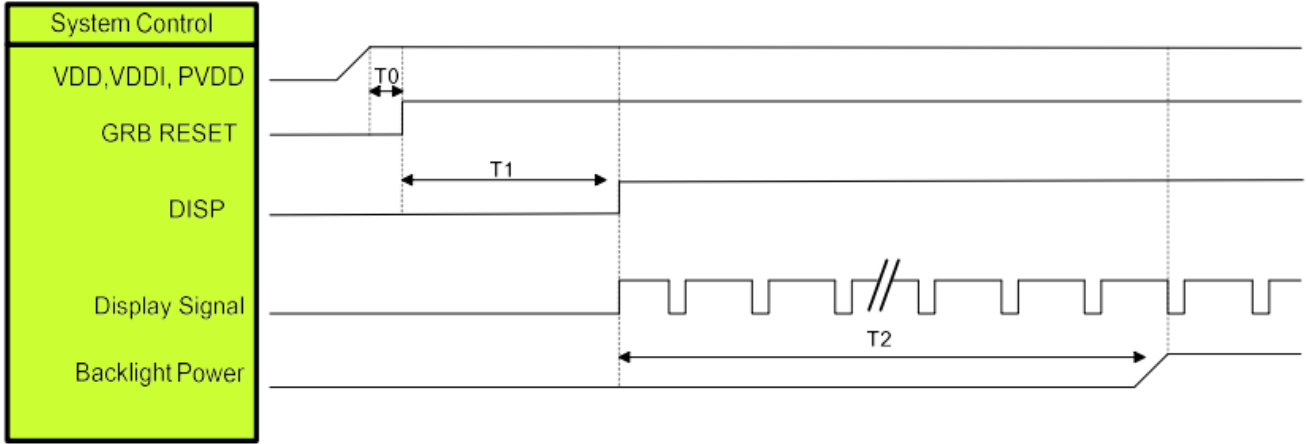 System Control
VDD,VDDI, PVDD
T0
GRB RESET
T1
DISP
Display Signal
T2
Backlight Power